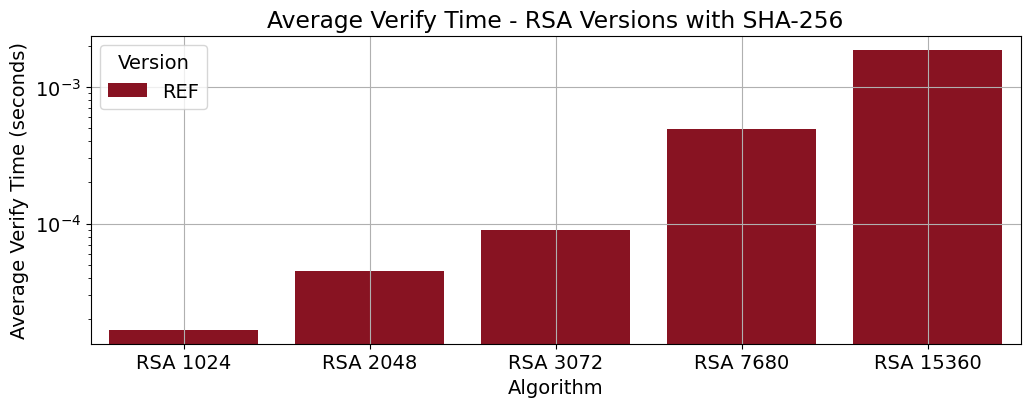 Average Verify Time - RSA Versions with SHA-256
Average Verify Time (seconds)
Version
REF
10⁻³
10⁻⁴
RSA 1024 RSA 2048 RSA 3072 RSA 7680 RSA 15360
Algorithm